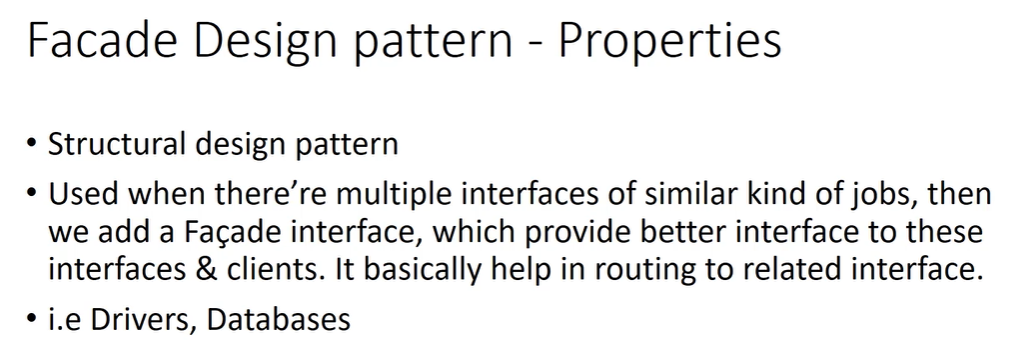 Facade Design pattern - Properties
• Structural design pattern
• Used when there're multiple interfaces of similar kind of jobs, then
we add a Façade interface, which provide better interface to these
interfaces & clients. It basically help in routing to related interface.
• i.e Drivers, Databases